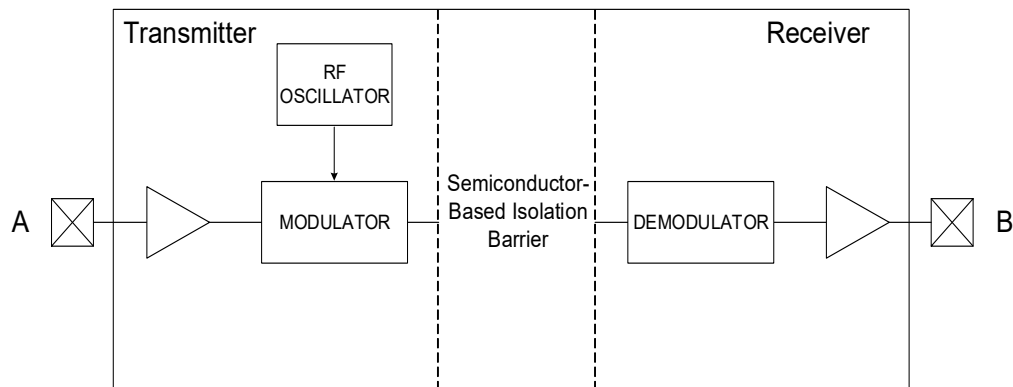 Transmitter
Receiver
RF
OSCILLATOR
A
MODULATOR
Semiconductor-
Based Isolation
Barrier
DEMODULATOR
B